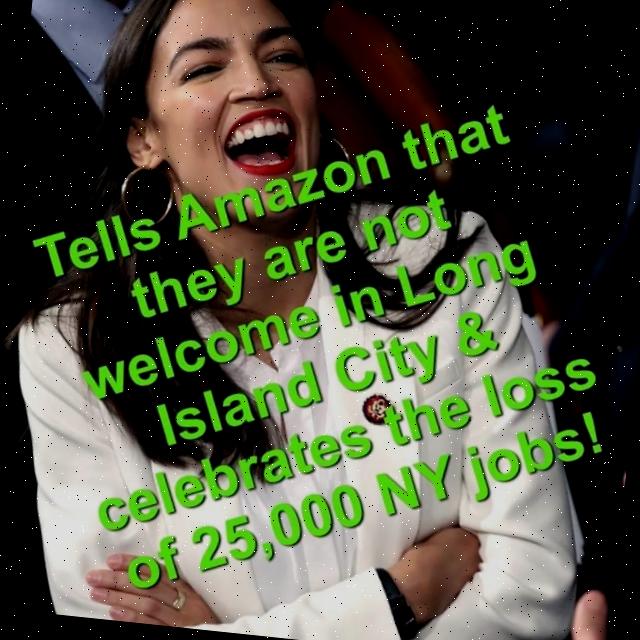 Tells Amazon that
they are not
welcome in Long
Island City &
celebrates the loss
of 25,000 NY jobs!